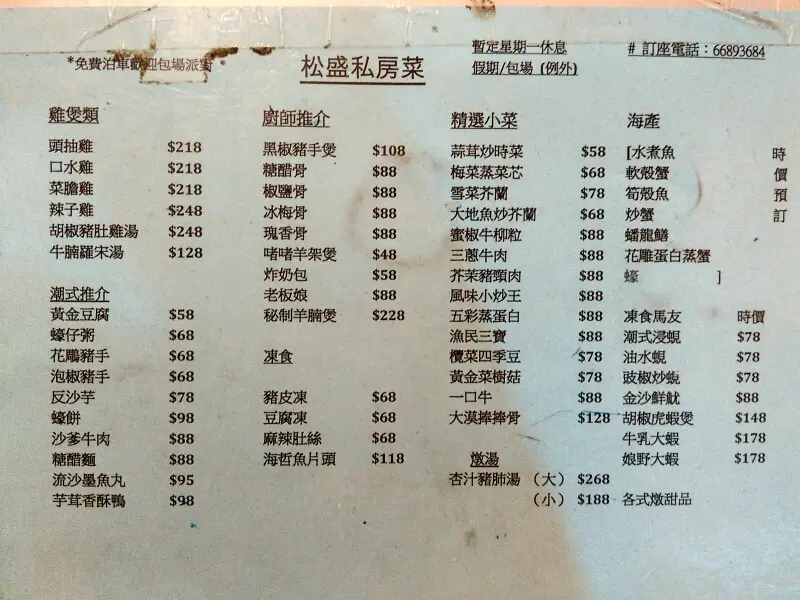 *免費泊車歡迎包場派對 *
松盛私房菜
暫定星期一休息
假期/包場 (例外)
# 訂座電話：66893684
雞煲類
頭抽雞 $218
口水雞 $218
菜膽雞 $218
辣子雞 $248
胡椒豬肚雞湯 $248
牛腩羅宋湯 $128
潮式推介
黃金豆腐 $58
蠔仔粥 $68
花雕豬手 $68
泡椒豬手 $68
反沙芋 $78
蠔餅 $98
沙爹牛肉 $88
糖醋麵 $88
流沙墨魚丸 $95
芋茸香酥鴨 $98
廚師推介
黑椒豬手煲 $108
糖醋骨 $88
椒鹽骨 $88
冰梅骨 $88
瑰香骨 $88
啫啫羊架煲 $48
炸奶包 $58
老板娘 $88
秘制羊腩煲 $228
凍食
豬皮凍 $68
豆腐凍 $68
麻辣肚絲 $68
海哲魚片頭 $118
精選小菜
蒜茸炒時菜 $58
梅菜蒸菜芯 $68
雪菜芥蘭 $78
大地魚炒芥蘭 $68
蜜椒牛柳粒 $88
三蔥牛肉 $88
芥茉豬頸肉 $88
風味小炒王 $88
五彩蒸蛋白 $88
漁民三寶 $88
欖菜四季豆 $78
黃金菜樹菇 $78
一口牛 $88
大漠捧捧骨 $128
燉湯
杏汁豬肺湯 （大） $268
（小） $188
海產
[水煮魚 時
軟殼蟹 價
筍殼魚 預
炒蟹 訂
蟠龍鱔
花雕蛋白蒸蟹
蠔 ]
凍食馬友 時價
潮式浸蜆 $78
油水蜆 $78
豉椒炒蜆 $78
金沙鮮魷 $88
胡椒虎蝦煲 $148
牛乳大蝦 $178
娘野大蝦 $178
各式燉甜品